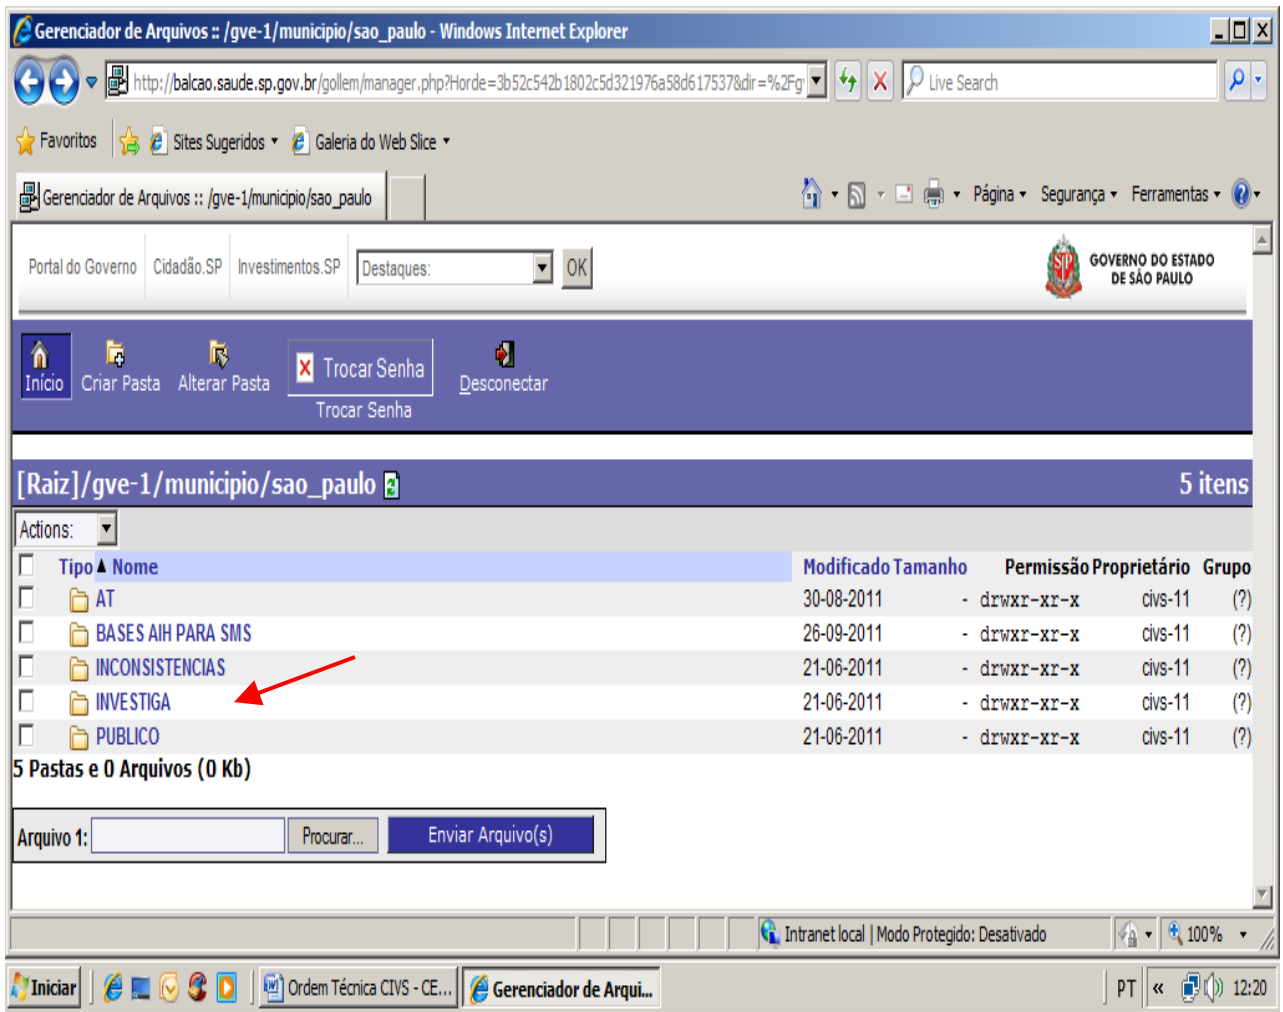 Gerenciador de Arquivos :: /gve-1/municipio/sao_paulo - Windows Internet Explorer
http://balcao.saude.sp.gov.br/gollem/manager.php?Horde=3b52c542b1802c5d321976a58d617537&dir=%2Fg
Live Search
Favoritos Sites Sugeridos Galeria do Web Slice
Gerenciador de Arquivos :: /gve-1/municipio/sao_paulo
Página Segurança Ferramentas
Portal do Governo Cidadão.SP Investimentos.SP Destaques: OK
SP GOVERNO DO ESTADO
DE SÃO PAULO
Início Criar Pasta Alterar Pasta Trocar Senha Desconectar
Trocar Senha
[Raiz]/gve-1/municipio/sao_paulo 5 itens
Actions:
Tipo Nome Modificado Tamanho Permissão Proprietário Grupo
AT 30-08-2011 - drwxr-xr-x civs-11 (?)
BASES AIH PARA SMS 26-09-2011 - drwxr-xr-x civs-11 (?)
INCONSISTENCIAS 21-06-2011 - drwxr-xr-x civs-11 (?)
INVESTIGA 21-06-2011 - drwxr-xr-x civs-11 (?)
PUBLICO 21-06-2011 - drwxr-xr-x civs-11 (?)
5 Pastas e 0 Arquivos (0 Kb)
Arquivo 1: Procurar... Enviar Arquivo(s)
Intranet local | Modo Protegido: Desativado 100%
Iniciar Ordem Técnica CIVS - CE... Gerenciador de Arqui... PT « 12:20